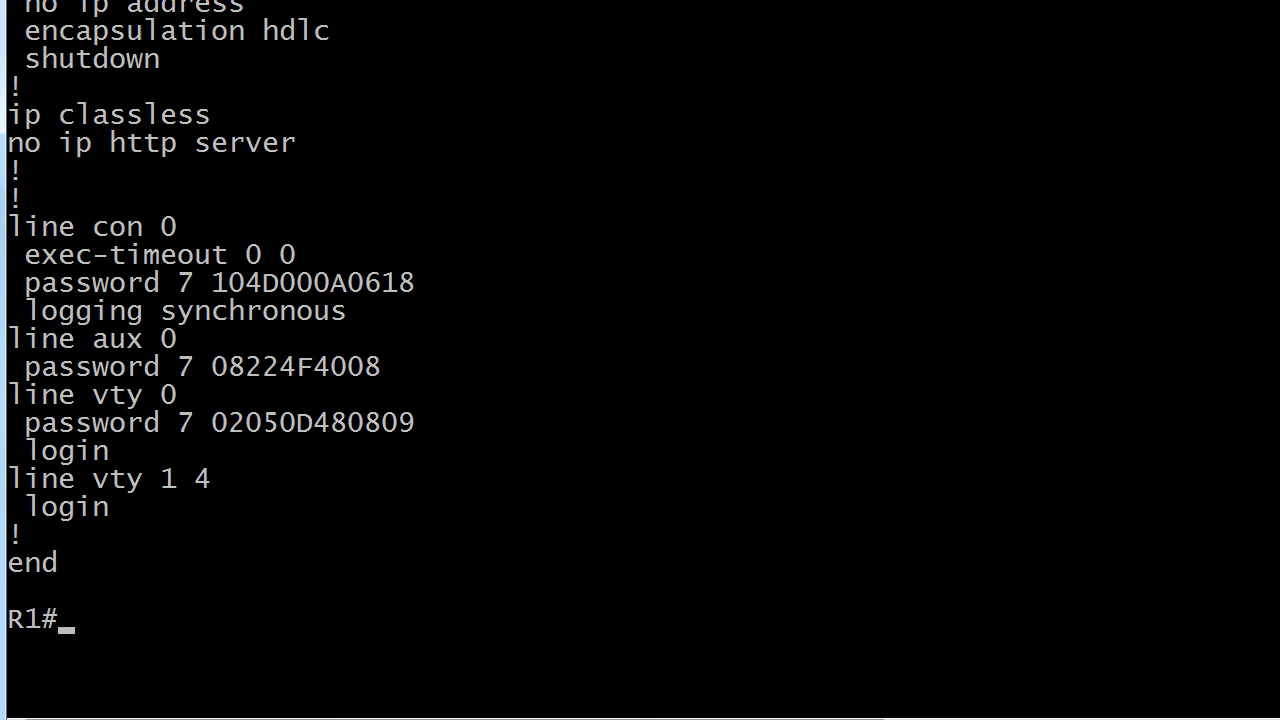 no ip address
encapsulation hdlc
shutdown
!
ip classless
no ip http server
!
!
line con 0
exec-timeout 0 0
password 7 104D000A0618
logging synchronous
line aux 0
password 7 08224F4008
line vty 0
password 7 02050D480809
login
line vty 1 4
login
!
end
R1#_